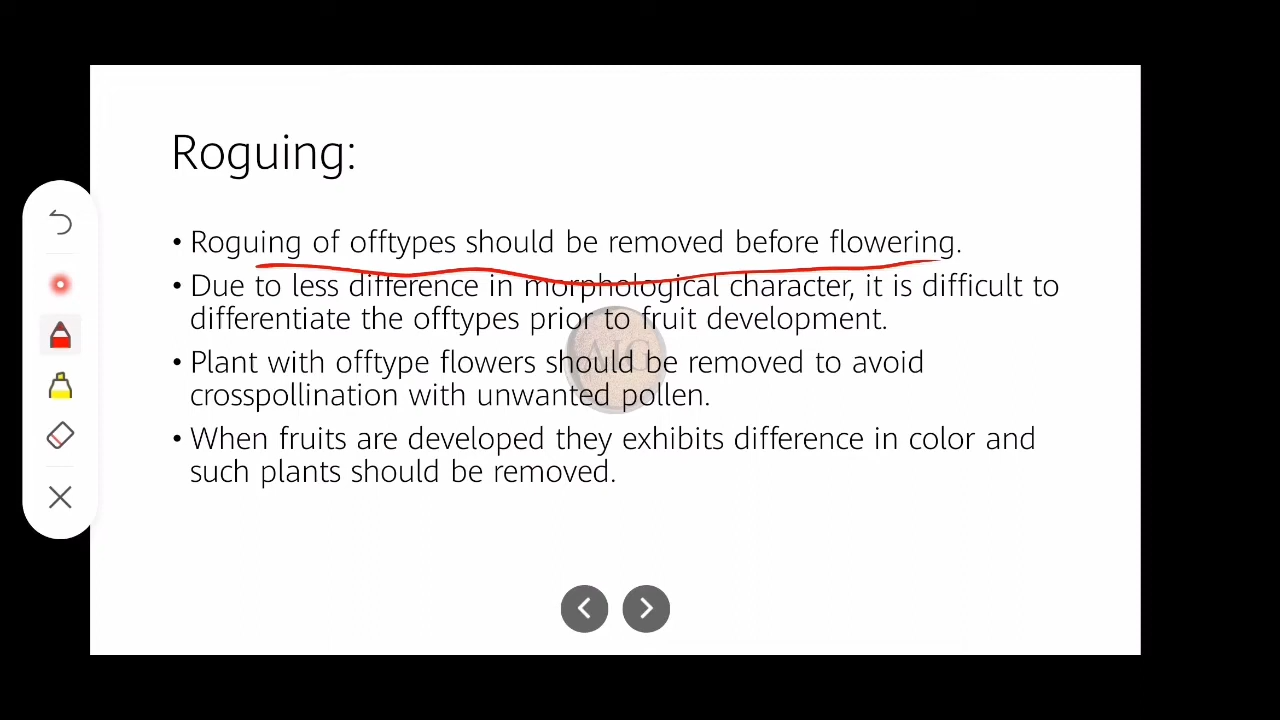 Roguing:
• Roguing of offtypes should be removed before flowering.
• Due to less difference in morphological character, it is difficult to
differentiate the offtypes prior to fruit development.
• Plant with offtype flowers should be removed to avoid
crosspollination with unwanted pollen.
• When fruits are developed they exhibits difference in color and
such plants should be removed.